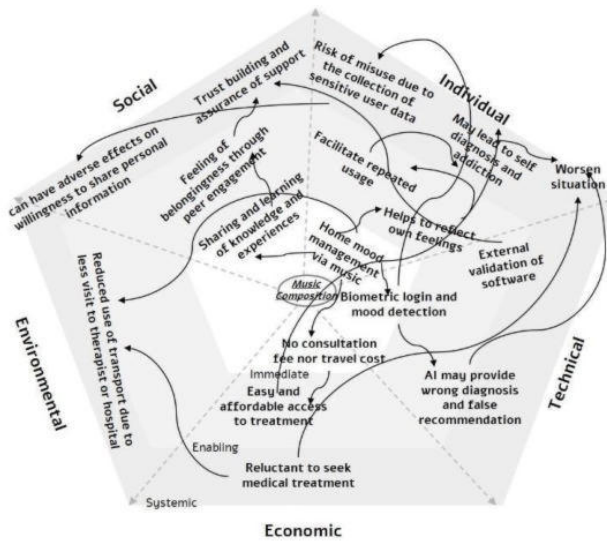 Social
Individual
Trust building and
assurance of support
Risk of misuse due to
the collection of
sensitive user data
May lead to self
diagnosis and
addiction
Worsen
situation
can have adverse effects on
willingness to share personal
information
Feeling of
belongingness through
peer engagement
Facilitate repeated
usage
Sharing and learning
of knowledge and
experiences
Helps to reflect
own feelings
Home mood
management
via music
External
validation of
software
Music
Composition
Biometric login and
mood detection
Reduced use of transport due to
less visit to therapist or hospital
Environmental
Technical
No consultation
fee nor travel cost
Immediate
Easy and
affordable access
to treatment
AI may provide
wrong diagnosis
and false
recommendation
Enabling
Reluctant to seek
medical treatment
Systemic
Economic